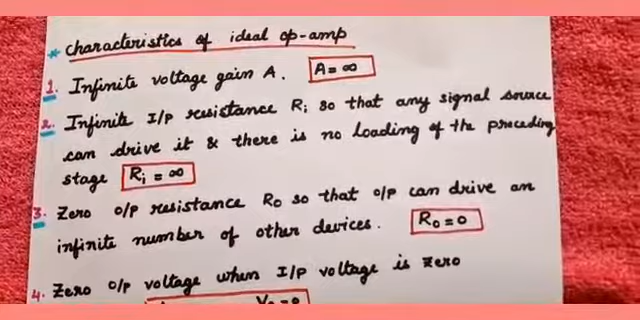 * characteristics of ideal op-amp
1. Infinite voltage gain A. A = ∞
2. Infinite I/P resistance Ri so that any signal source
can drive it & there is no loading of the preceding
stage Ri = ∞
3. Zero o/p resistance Ro so that o/p can drive an
infinite number of other devices. Ro = 0
4. Zero o/p voltage when I/P voltage is zero